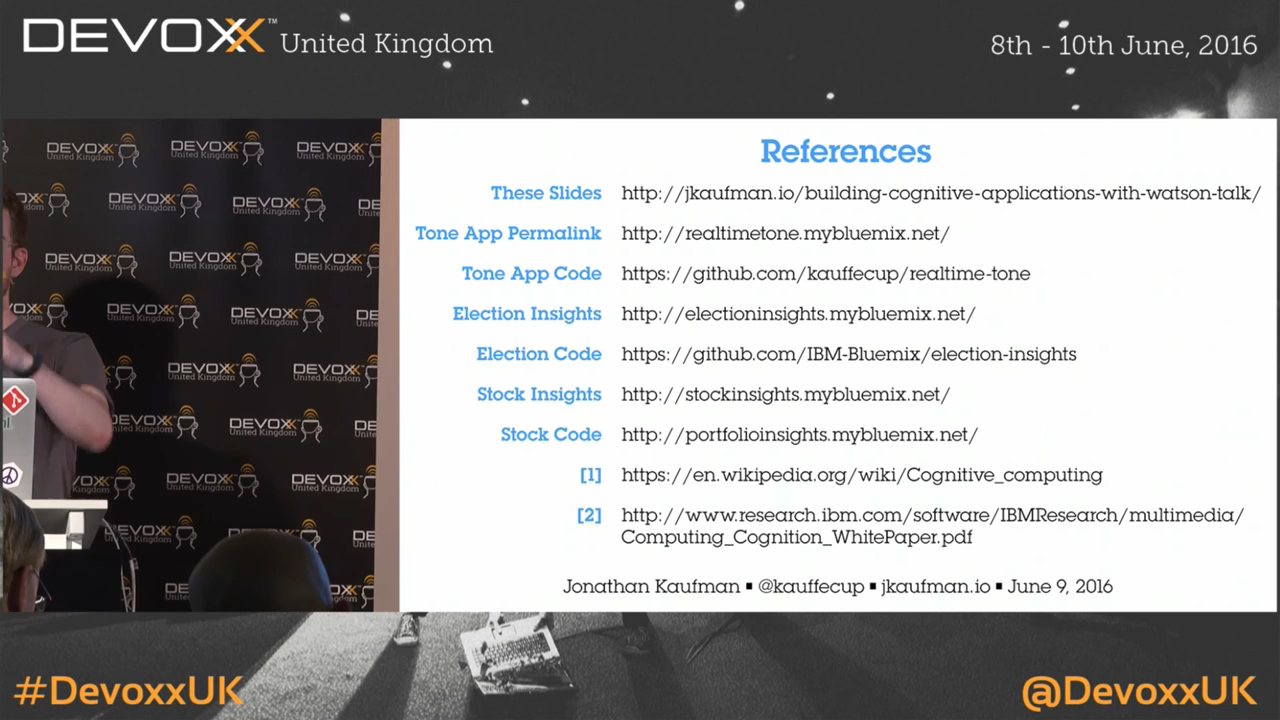 DEVOXX™ United Kingdom
8th - 10th June, 2016
DEVOXX™
United Kingdom
References
These Slides http://jkaufman.io/building-cognitive-applications-with-watson-talk/
Tone App Permalink http://realtimetone.mybluemix.net/
Tone App Code https://github.com/kauffecup/realtime-tone
Election Insights http://electioninsights.mybluemix.net/
Election Code https://github.com/IBM-Bluemix/election-insights
Stock Insights http://stockinsights.mybluemix.net/
Stock Code http://portfolioinsights.mybluemix.net/
[1] https://en.wikipedia.org/wiki/Cognitive_computing
[2] http://www.research.ibm.com/software/IBMResearch/multimedia/
Computing_Cognition_WhitePaper.pdf
Jonathan Kaufman ▪ @kauffecup ▪ jkaufman.io ▪ June 9, 2016
#DevoxxUK
@DevoxxUK